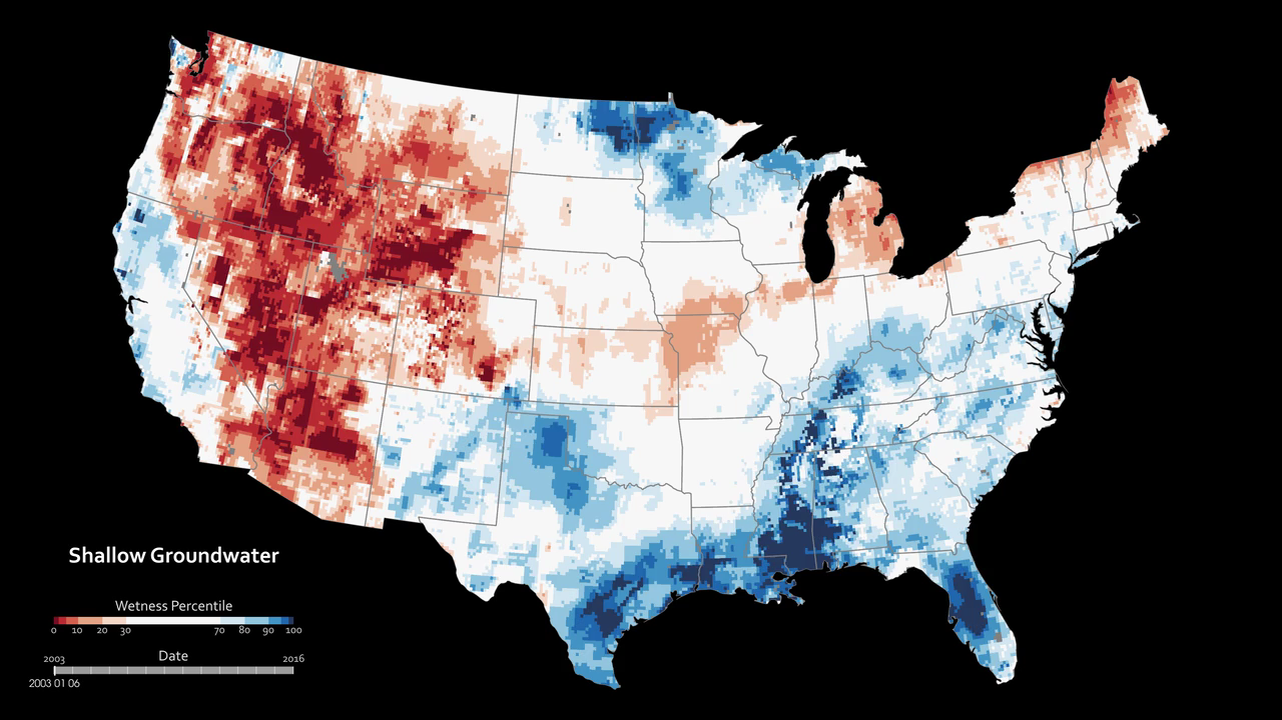 Shallow Groundwater
Wetness Percentile
0 10 20 30 70 80 90 100
2003 Date 2016
2003 01 06